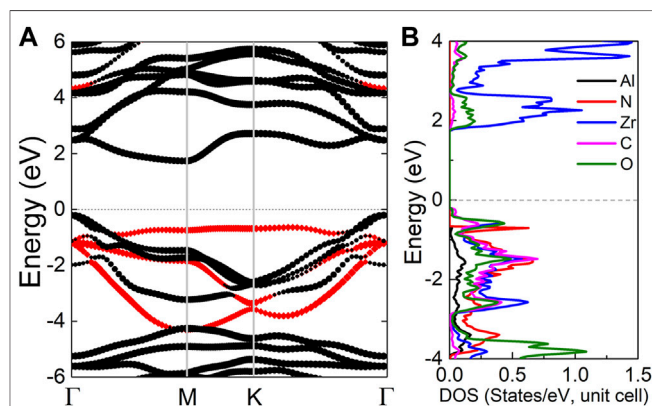 A
Energy (eV)
6
4
2
0
-2
-4
-6
Γ
M
K
Γ
B
Energy (eV)
4
2
0
-2
-4
Al
N
Zr
C
O
0.0
0.5
1.0
1.5
DOS (States/eV, unit cell)